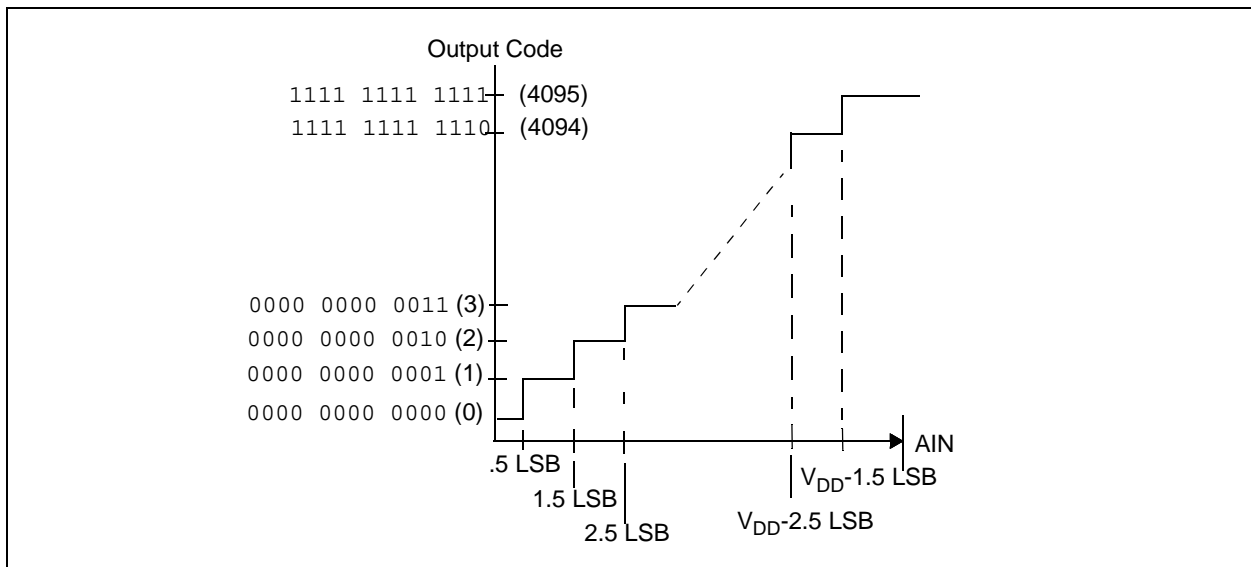 Output Code
1111 1111 1111 (4095)
1111 1111 1110 (4094)
0000 0000 0011 (3)
0000 0000 0010 (2)
0000 0000 0001 (1)
0000 0000 0000 (0)
AIN
.5 LSB
VDD-1.5 LSB
1.5 LSB
VDD-2.5 LSB
2.5 LSB